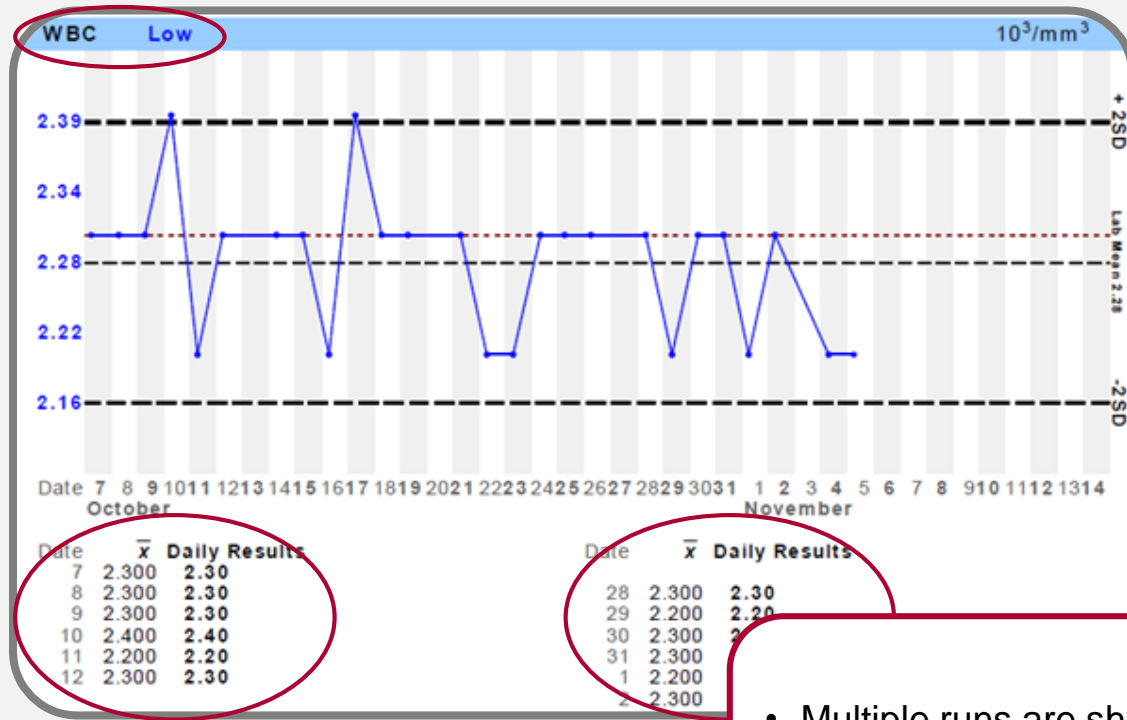 WBC Low 10³/mm³
+2SD
2.39
2.34
Lab Mean 2.28
2.28
2.22
2.16
-2SD
Date 7 8 9 10 11 12 13 14 15 16 17 18 19 20 21 22 23 24 25 26 27 28 29 30 31 1 2 3 4 5 6 7 8 9 10 11 12 13 14
October November
Date x̅ Daily Results Date x̅ Daily Results
7 2.300 2.30
8 2.300 2.30 28 2.300 2.30
9 2.300 2.30 29 2.200 2.20
10 2.400 2.40 30 2.300
11 2.200 2.20 31 2.300
12 2.300 2.30 1 2.200
2 2.300
• Multiple runs are